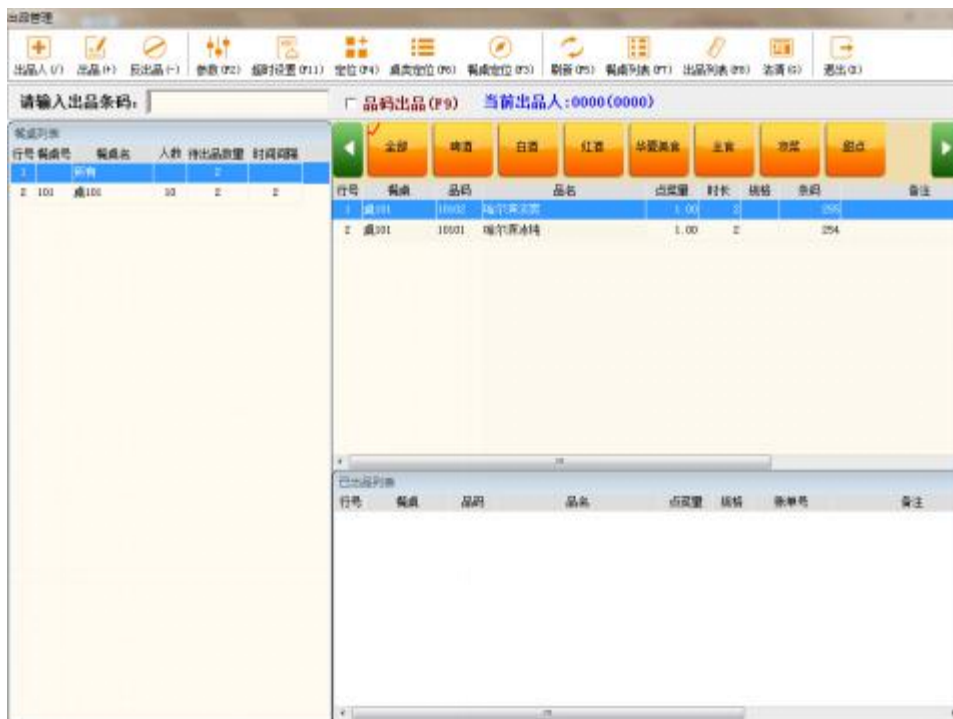 出品管理
出品人(/) 出品(+) 反出品(-) 参数(F2) 超时设置(F11) 定位(F4) 桌类定位(F6) 餐桌定位(F3) 刷新(F5) 餐桌列表(F7) 出品列表(F8) 沽清(G) 退出(E)
请输入出品条码: 品码出品(F9) 当前出品人:0000(0000)
餐桌列表
行号 餐桌号 餐桌名 人数 待出品数量 时间间隔
1 所有 2
2 101 桌101 10 2 2
全部 啤酒 白酒 红酒 主食 凉菜 甜点
行号 餐桌 品码 品名 点菜量 时长 规格 条码 备注
1 桌101 10102 1.00 2 255
2 桌101 10101 哈尔滨冰纯 1.00 2 254
已出品列表
行号 餐桌 品码 品名 点菜量 规格 账单号 备注